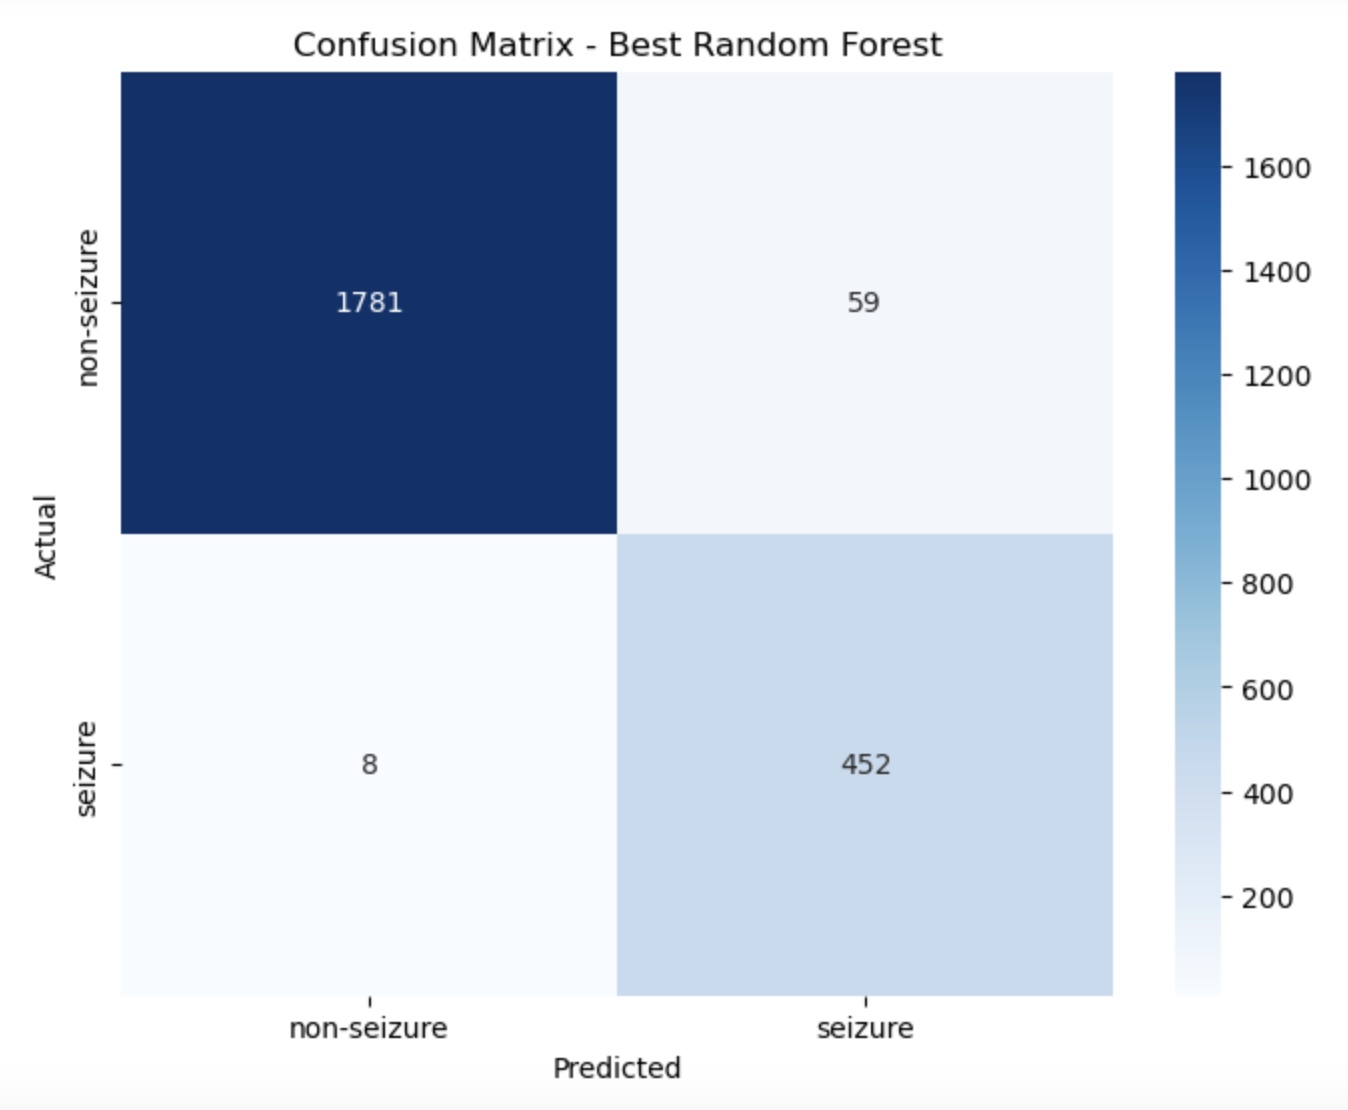 Confusion Matrix - Best Random Forest
Actual
non-seizure
1781
59
seizure
8
452
non-seizure
seizure
Predicted
1600
1400
1200
1000
800
600
400
200